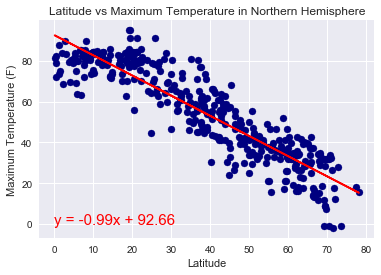 Latitude vs Maximum Temperature in Northern Hemisphere
Maximum Temperature (F)
80
60
40
20
0
y = -0.99x + 92.66
0 10 20 30 40 50 60 70 80
Latitude